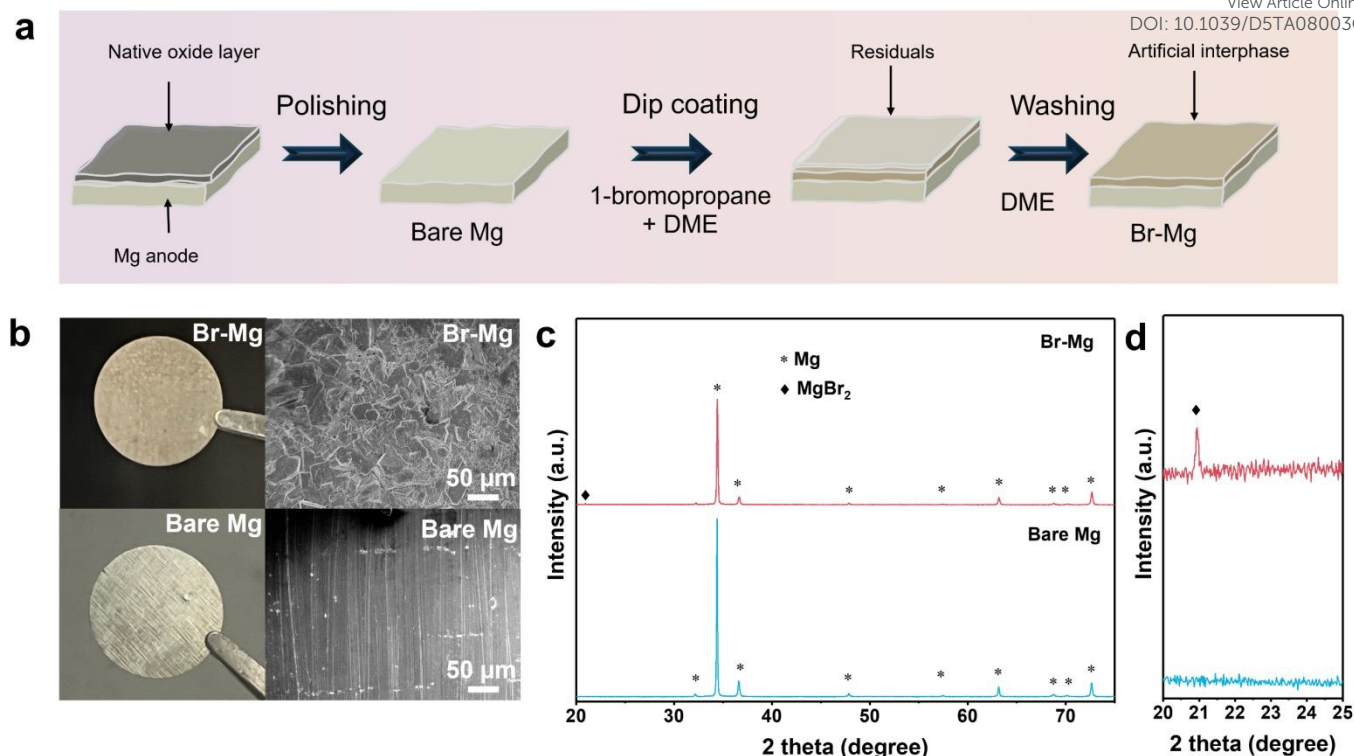 View Article Onlin
DOI: 10.1039/D5TA08003
a
Native oxide layer
Mg anode
Polishing
Bare Mg
Dip coating
1-bromopropane
+ DME
Residuals
Washing
DME
Artificial interphase
Br-Mg
b
Br-Mg
Br-Mg
50 µm
Bare Mg
Bare Mg
50 µm
c
Br-Mg
* Mg
♦ MgBr₂
Bare Mg
Intensity (a.u.)
20 30 40 50 60 70
2 theta (degree)
d
Intensity (a.u.)
20 21 22 23 24 25
2 theta (degree)